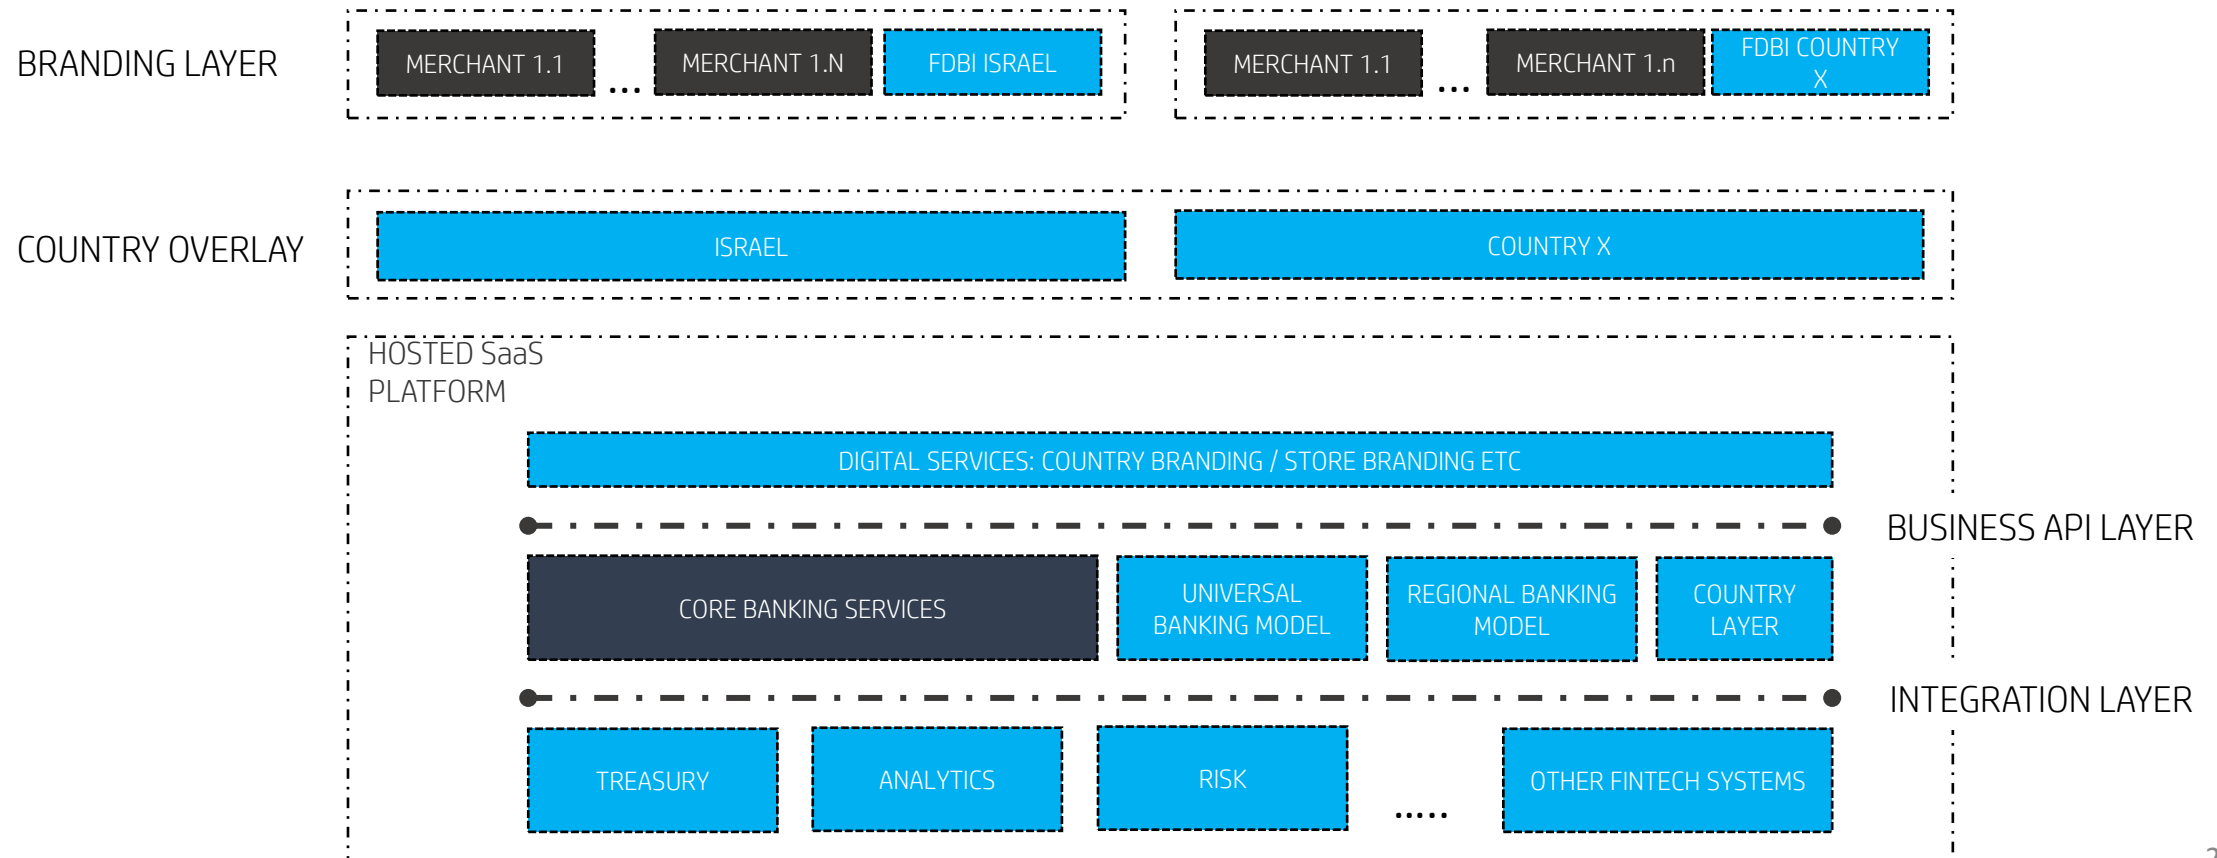 BRANDING LAYER
MERCHANT 1.1
...
MERCHANT 1.N
FDBI ISRAEL
MERCHANT 1.1
...
MERCHANT 1.n
FDBI COUNTRY
X
COUNTRY OVERLAY
ISRAEL
COUNTRY X
HOSTED SaaS
PLATFORM
DIGITAL SERVICES: COUNTRY BRANDING / STORE BRANDING ETC
BUSINESS API LAYER
CORE BANKING SERVICES
UNIVERSAL
BANKING MODEL
REGIONAL BANKING
MODEL
COUNTRY
LAYER
INTEGRATION LAYER
TREASURY
ANALYTICS
RISK
.....
OTHER FINTECH SYSTEMS